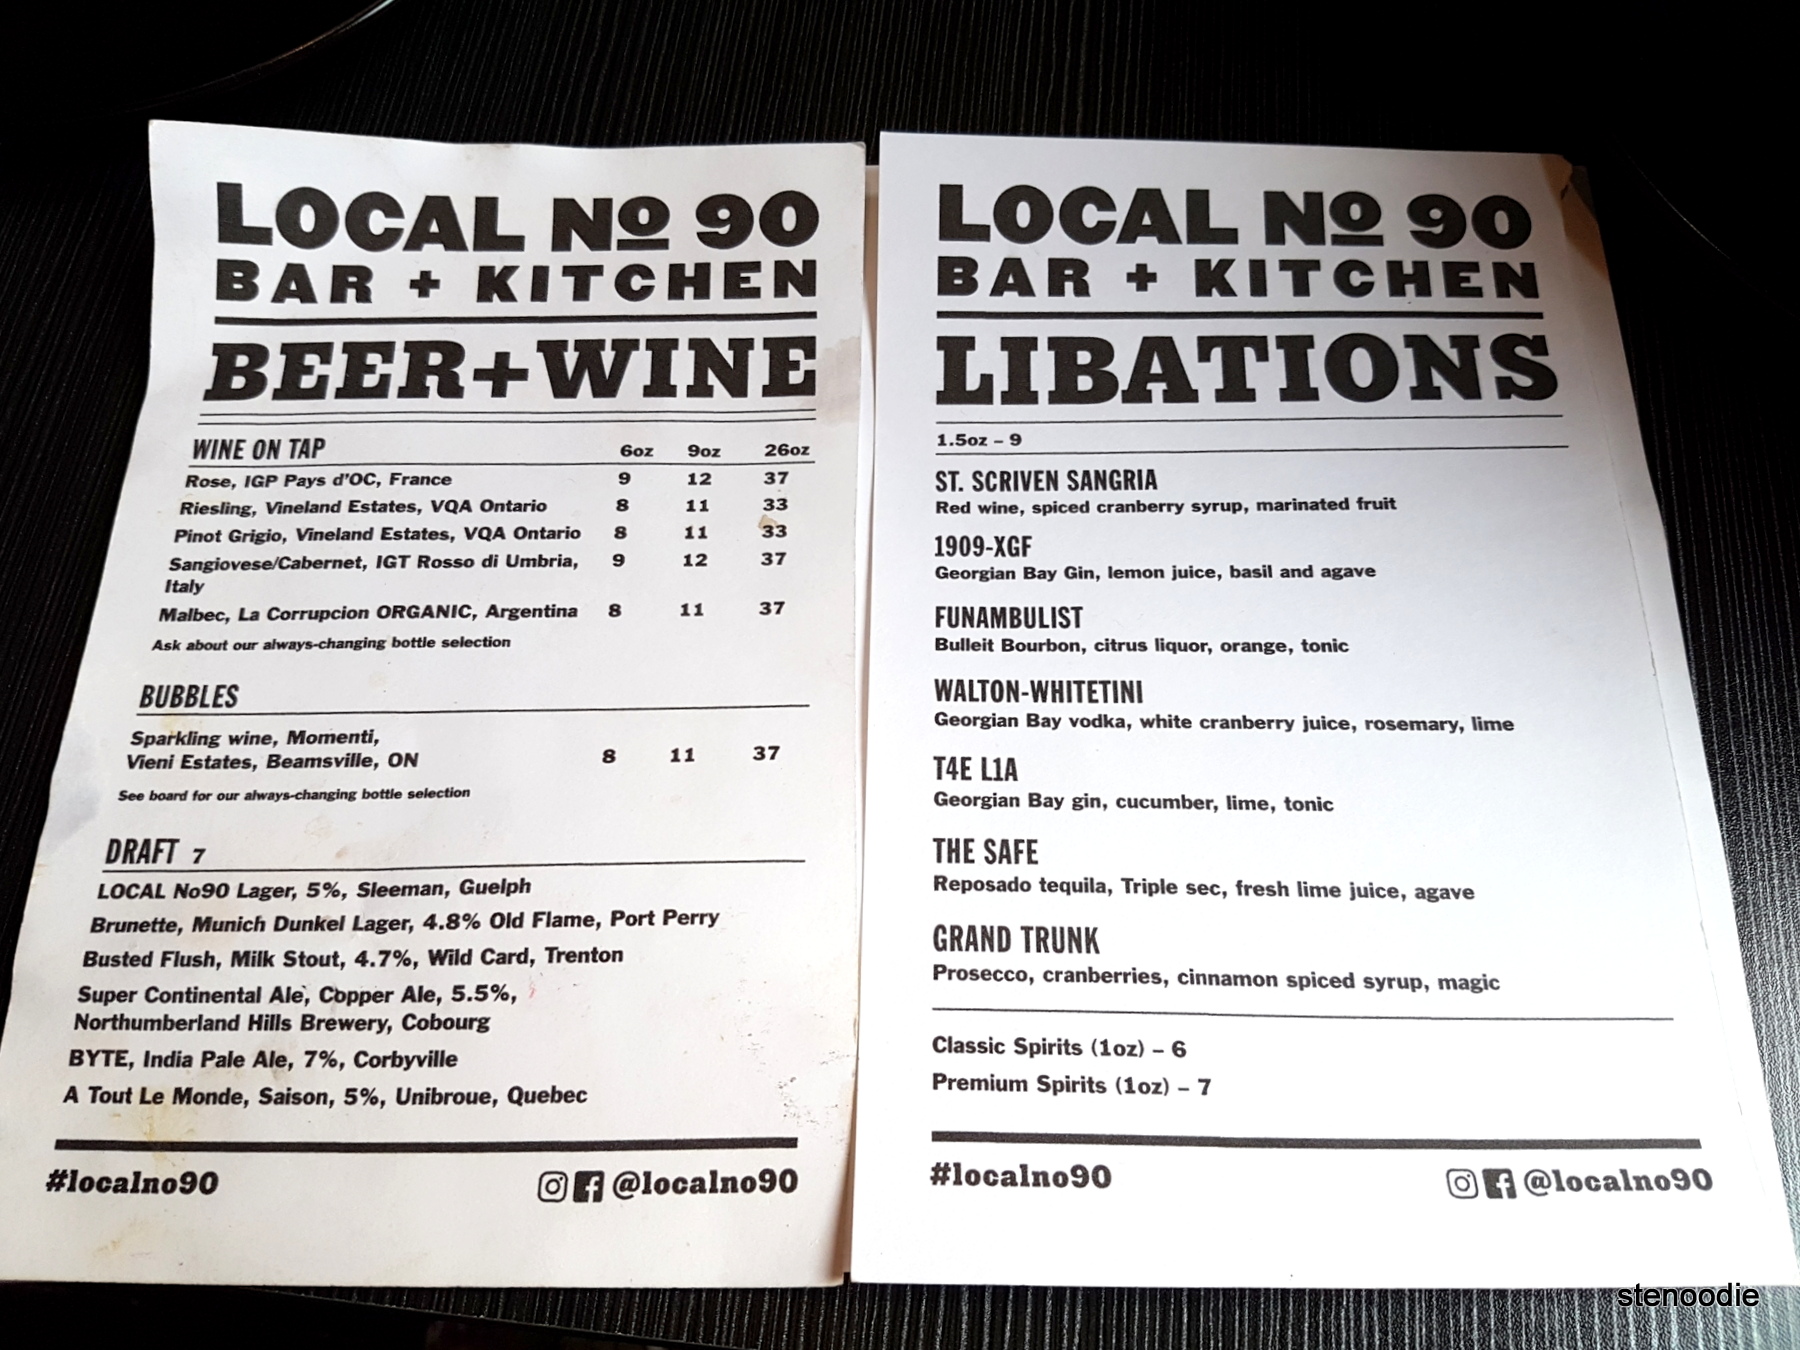 LOCAL No 90
BAR + KITCHEN
BEER+WINE
WINE ON TAP 6oz 9oz 26oz
Rose, IGP Pays d'OC, France 9 12 37
Riesling, Vineland Estates, VQA Ontario 8 11 33
Pinot Grigio, Vineland Estates, VQA Ontario 8 11 33
Sangiovese/Cabernet, IGT Rosso di Umbria, 9 12 37
Italy
Malbec, La Corrupcion ORGANIC, Argentina 8 11 37
Ask about our always-changing bottle selection
BUBBLES
Sparkling wine, Momenti,
Vieni Estates, Beamsville, ON 8 11 37
See board for our always-changing bottle selection
DRAFT 7
LOCAL No90 Lager, 5%, Sleeman, Guelph
Brunette, Munich Dunkel Lager, 4.8% Old Flame, Port Perry
Busted Flush, Milk Stout, 4.7%, Wild Card, Trenton
Super Continental Ale, Copper Ale, 5.5%,
Northumberland Hills Brewery, Cobourg
BYTE, India Pale Ale, 7%, Corbyville
A Tout Le Monde, Saison, 5%, Unibroue, Quebec
#localno90 @localno90
LOCAL No 90
BAR + KITCHEN
LIBATIONS
1.5oz – 9
ST. SCRIVEN SANGRIA
Red wine, spiced cranberry syrup, marinated fruit
1909-XGF
Georgian Bay Gin, lemon juice, basil and agave
FUNAMBULIST
Bulleit Bourbon, citrus liquor, orange, tonic
WALTON-WHITETINI
Georgian Bay vodka, white cranberry juice, rosemary, lime
T4E L1A
Georgian Bay gin, cucumber, lime, tonic
THE SAFE
Reposado tequila, Triple sec, fresh lime juice, agave
GRAND TRUNK
Prosecco, cranberries, cinnamon spiced syrup, magic
Classic Spirits (1oz) – 6
Premium Spirits (1oz) – 7
#localno90 @localno90
stenoodie